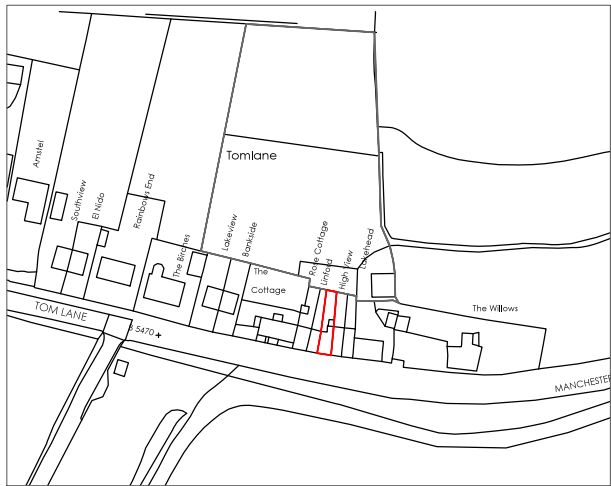 Amstel
Southview
El Nido
Rainbows End
The Birches
Tomlane
Lakeview
Bankside
The
Cottage
Rose Cottage
Linford
High View
Lakehead
The Willows
TOM LANE
5470
MANCHESTER